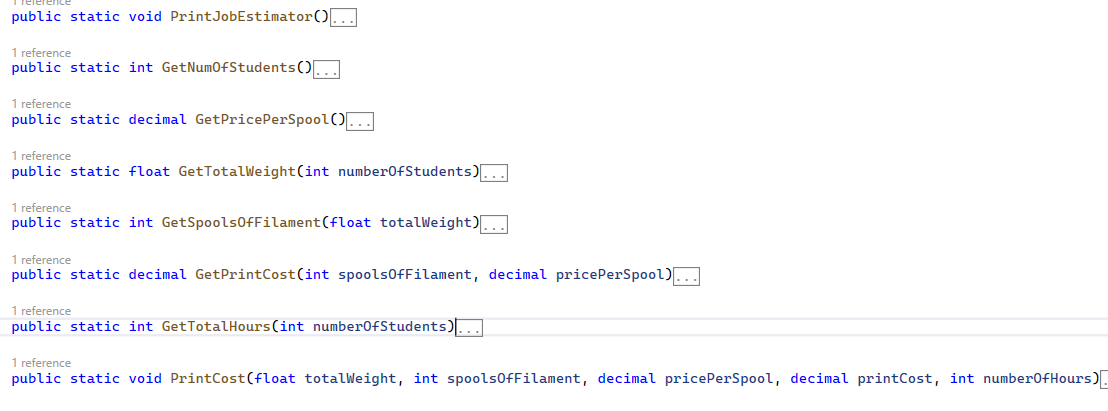 1 reference
public static void PrintJobEstimator()...
1 reference
public static int GetNumOfStudents()...
1 reference
public static decimal GetPricePerSpool()...
1 reference
public static float GetTotalWeight(int numberOfStudents)...
1 reference
public static int GetSpoolsOfFilament(float totalWeight)...
1 reference
public static decimal GetPrintCost(int spoolsOfFilament, decimal pricePerSpool)...
1 reference
public static int GetTotalHours(int numberOfStudents)...
1 reference
public static void PrintCost(float totalWeight, int spoolsOfFilament, decimal pricePerSpool, decimal printCost, int numberOfHours).